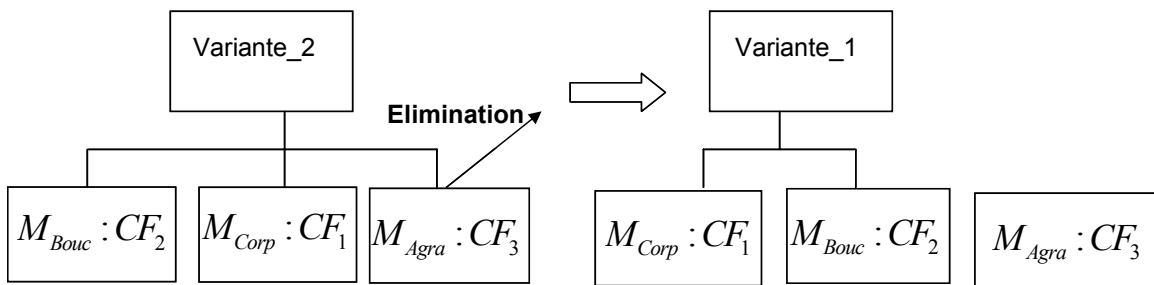 Variante_2
Variante_1
Elimination
M_Bouc : CF_2
M_Corp : CF_1
M_Agra : CF_3
M_Corp : CF_1
M_Bouc : CF_2
M_Agra : CF_3